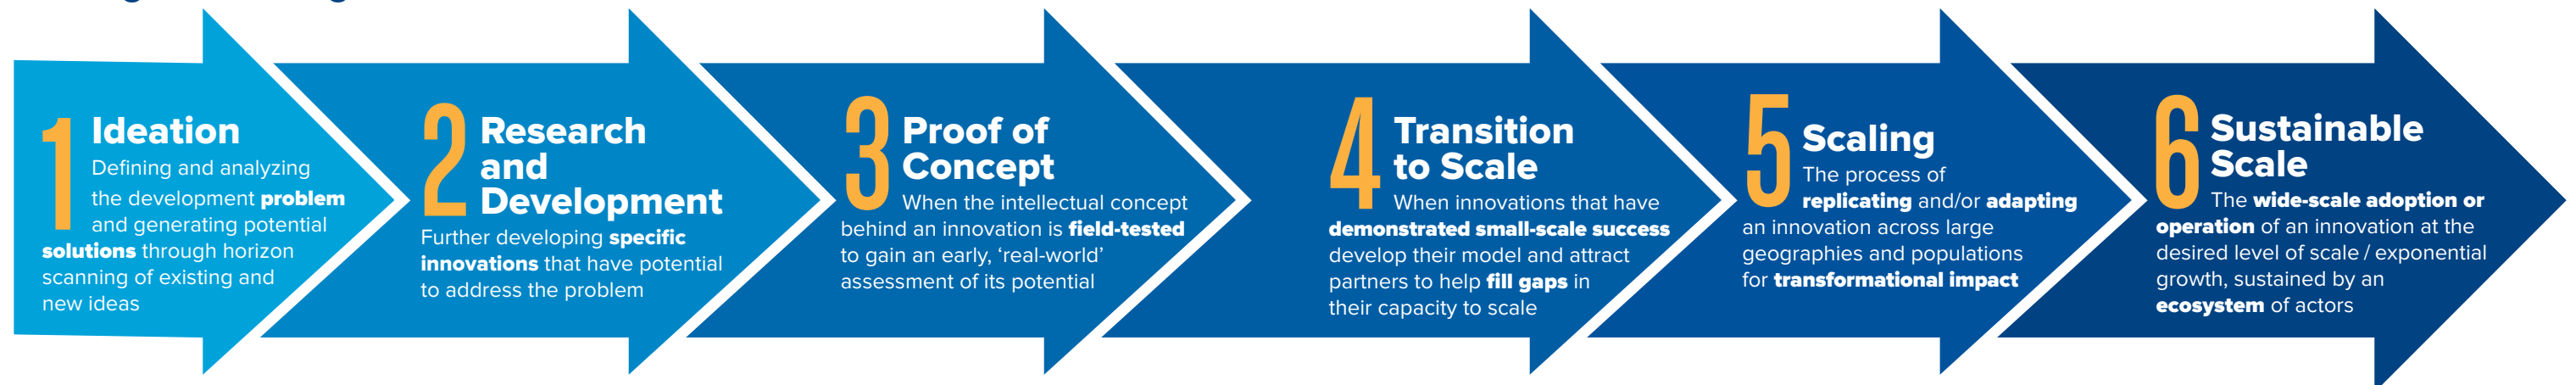 1
Ideation
Defining and analyzing
the development problem
and generating potential
solutions through horizon
scanning of existing and
new ideas
2
Research
and
Development
Further developing specific
innovations that have potential
to address the problem
3
Proof of
Concept
When the intellectual concept
behind an innovation is field-tested
to gain an early, ‘real-world’
assessment of its potential
4
Transition
to Scale
When innovations that have
demonstrated small-scale success
develop their model and attract
partners to help fill gaps in
their capacity to scale
5
Scaling
The process of
replicating and/or adapting
an innovation across large
geographies and populations
for transformational impact
6
Sustainable
Scale
The wide-scale adoption or
operation of an innovation at the
desired level of scale / exponential
growth, sustained by an
ecosystem of actors